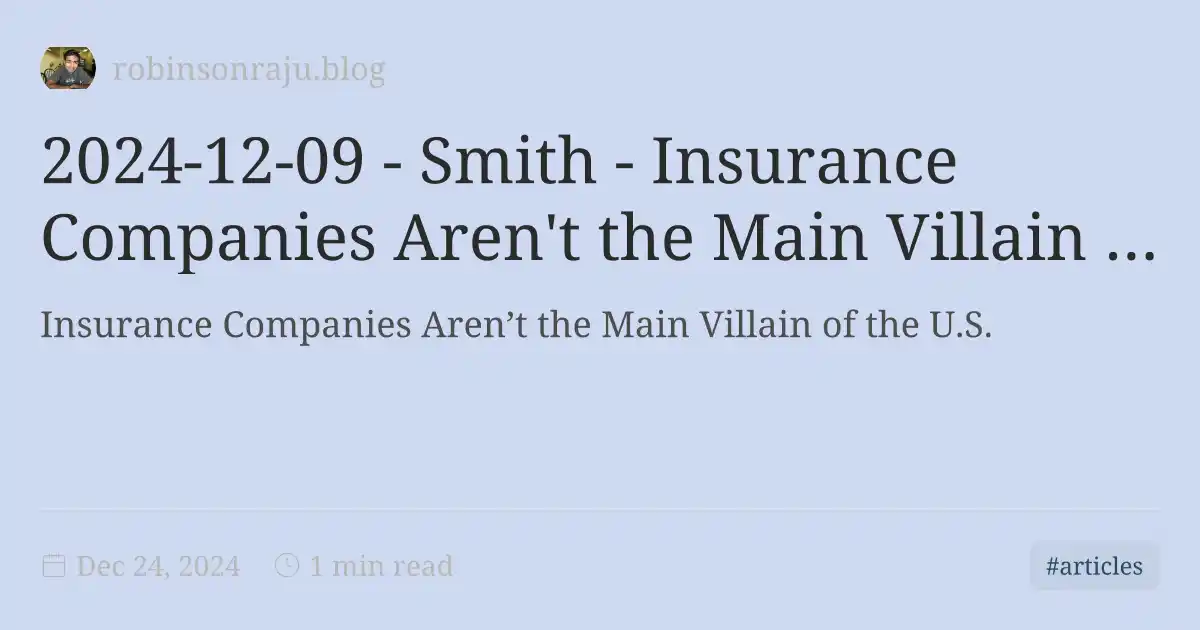 robinsonraju.blog
2024-12-09 - Smith - Insurance
Companies Aren't the Main Villain ...
Insurance Companies Aren’t the Main Villain of the U.S.
Dec 24, 2024
1 min read
#articles